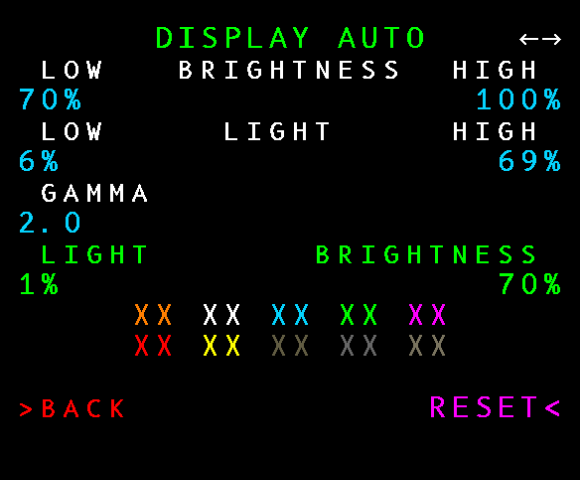 DISPLAY AUTO ←→
LOW BRIGHTNESS HIGH
70% 100%
LOW LIGHT HIGH
6% 69%
GAMMA
2.0
LIGHT BRIGHTNESS
1% 70%
XX XX XX XX XX
XX XX XX XX XX
>BACK RESET<